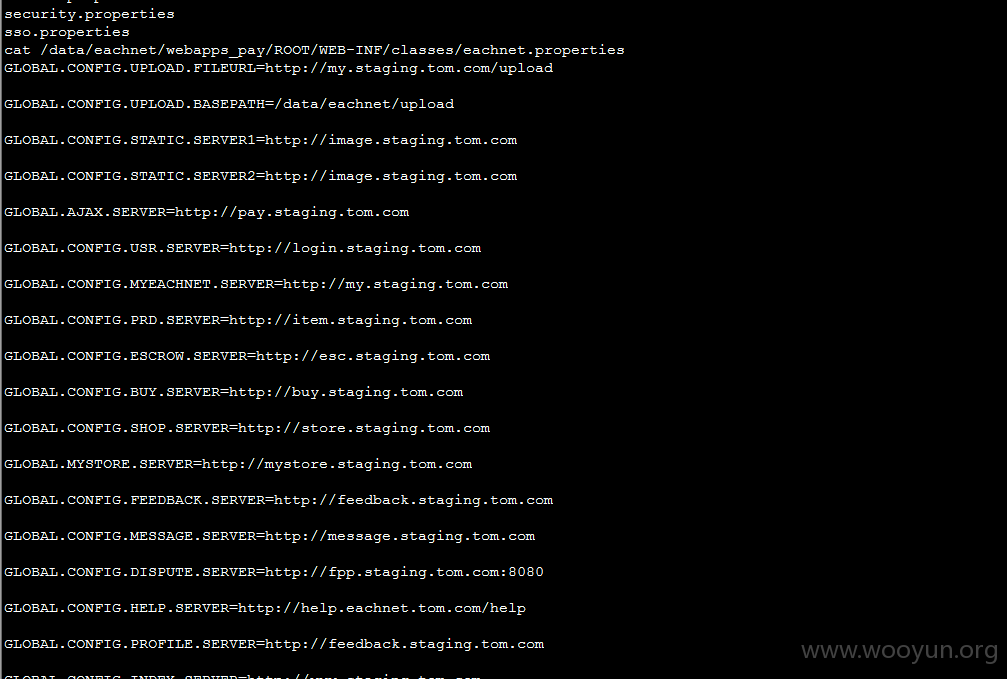 security.properties
sso.properties
cat /data/eachnet/webapps_pay/ROOT/WEB-INF/classes/eachnet.properties
GLOBAL.CONFIG.UPLOAD.FILEURL=http://my.staging.tom.com/upload
GLOBAL.CONFIG.UPLOAD.BASEPATH=/data/eachnet/upload
GLOBAL.CONFIG.STATIC.SERVER1=http://image.staging.tom.com
GLOBAL.CONFIG.STATIC.SERVER2=http://image.staging.tom.com
GLOBAL.AJAX.SERVER=http://pay.staging.tom.com
GLOBAL.CONFIG.USR.SERVER=http://login.staging.tom.com
GLOBAL.CONFIG.MYEACHNET.SERVER=http://my.staging.tom.com
GLOBAL.CONFIG.PRD.SERVER=http://item.staging.tom.com
GLOBAL.CONFIG.ESCROW.SERVER=http://esc.staging.tom.com
GLOBAL.CONFIG.BUY.SERVER=http://buy.staging.tom.com
GLOBAL.CONFIG.SHOP.SERVER=http://store.staging.tom.com
GLOBAL.MYSTORE.SERVER=http://mystore.staging.tom.com
GLOBAL.CONFIG.FEEDBACK.SERVER=http://feedback.staging.tom.com
GLOBAL.CONFIG.MESSAGE.SERVER=http://message.staging.tom.com
GLOBAL.CONFIG.DISPUTE.SERVER=http://fpp.staging.tom.com:8080
GLOBAL.CONFIG.HELP.SERVER=http://help.eachnet.tom.com/help
GLOBAL.CONFIG.PROFILE.SERVER=http://feedback.staging.tom.com
www.wooyun.org